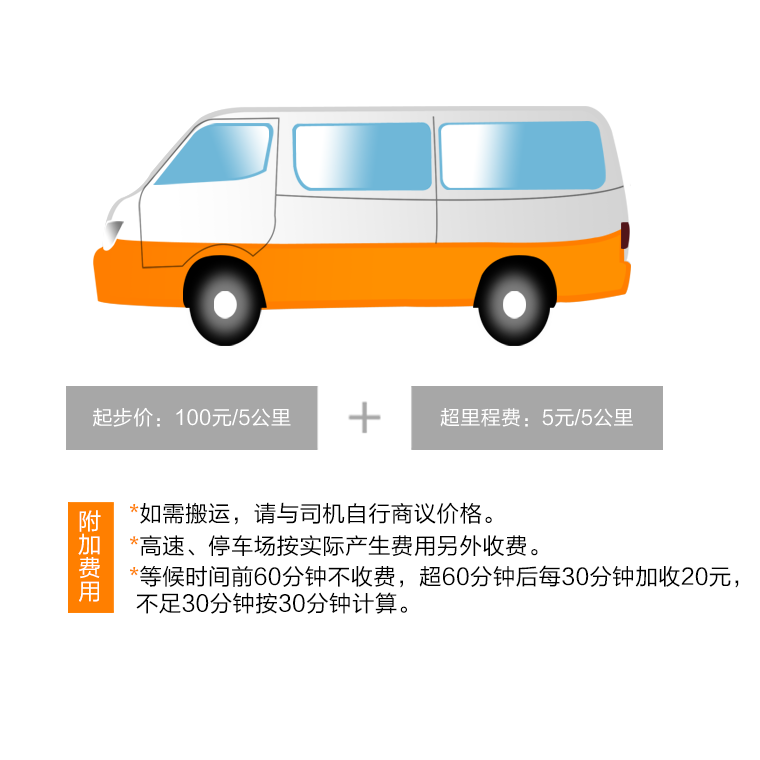 起步价：100元/5公里
+
超里程费：5元/5公里
附加费用
*如需搬运，请与司机自行商议价格。
*高速、停车场按实际产生费用另外收费。
*等候时间前60分钟不收费，超60分钟后每30分钟加收20元，
不足30分钟按30分钟计算。